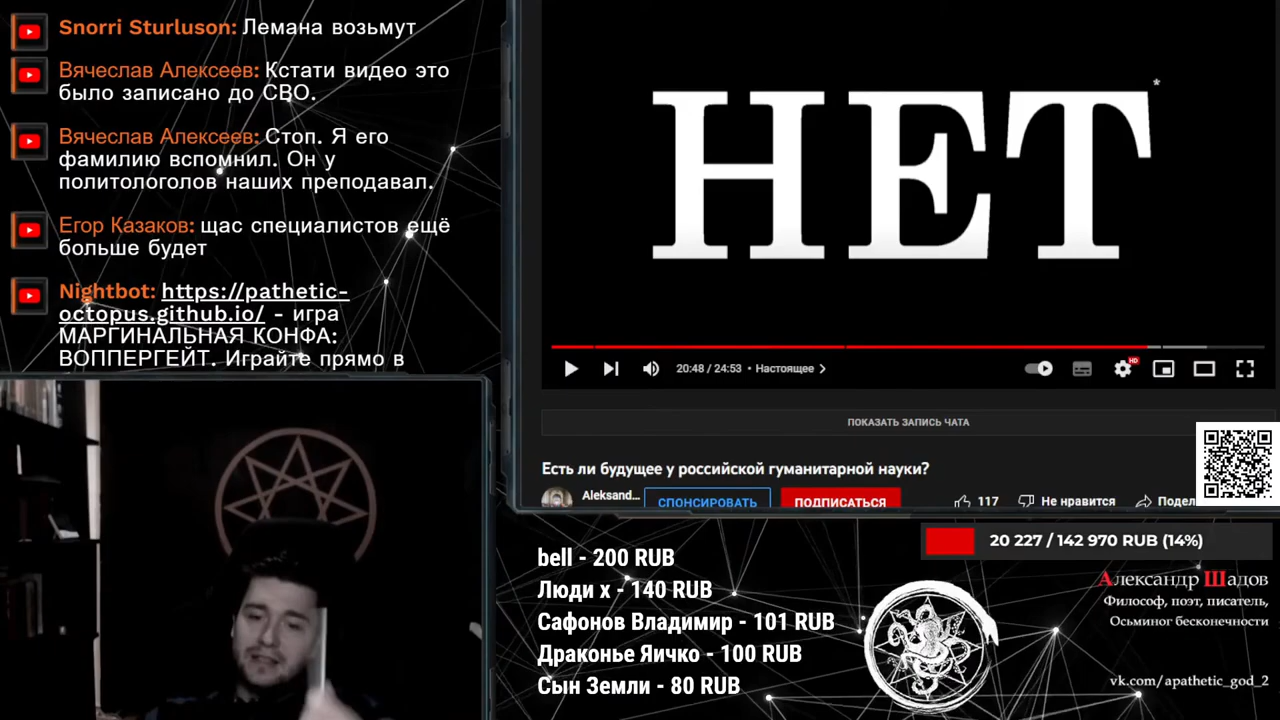 Snorri Sturluson: Лемана возьмут
Вячеслав Алексеев: Кстати видео это
было записано до СВО.
Вячеслав Алексеев: Стоп. Я его
фамилию вспомнил. Он у
политологолов наших преподавал.
Егор Казаков: щас специалистов ещё
больше будет
Nightbot: https://pathetic-
octopus.github.io/ - игра
МАРГИНАЛЬНАЯ КОНФА:
ВОППЕРГЕЙТ. Играйте прямо в
НЕТ*
20:48 / 24:53 • Настоящее
HD
ПОКАЗАТЬ ЗАПИСЬ ЧАТА
Есть ли будущее у российской гуманитарной науки?
Aleksand...
СПОНСИРОВАТЬ
ПОДПИСАТЬСЯ
117
Не нравится
Подел
20 227 / 142 970 RUB (14%)
bell - 200 RUB
Люди х - 140 RUB
Сафонов Владимир - 101 RUB
Драконье Яичко - 100 RUB
Сын Земли - 80 RUB
Александр Шадов
Философ, поэт, писатель,
Осьминог бесконечности
vk.com/apathetic_god_2